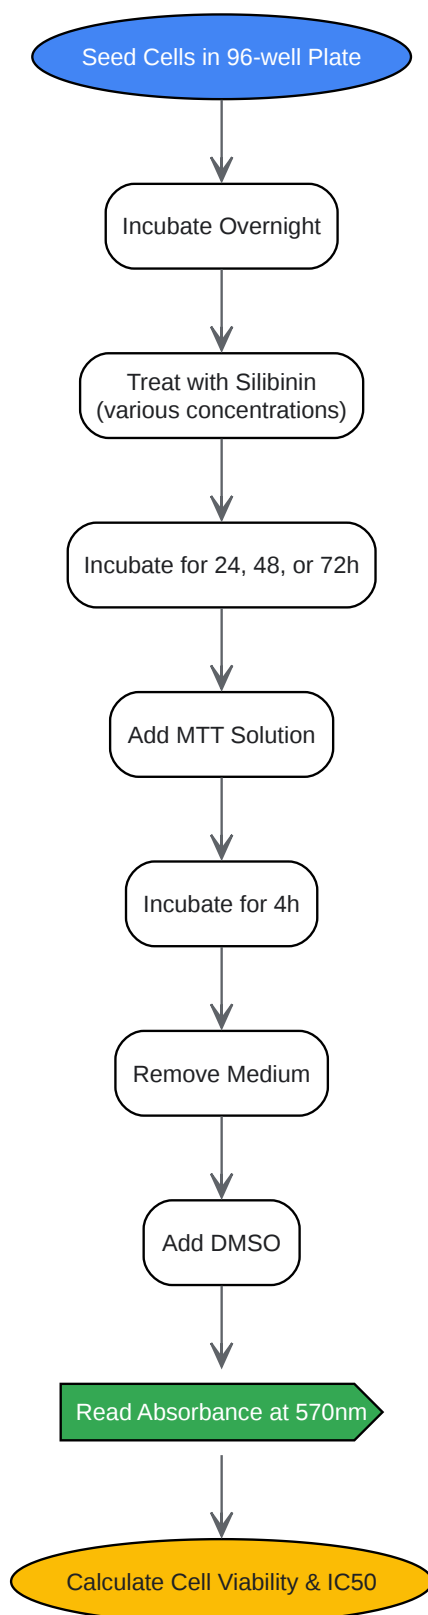 Seed Cells in 96-well Plate
Incubate Overnight
Treat with Silibinin
(various concentrations)
Incubate for 24, 48, or 72h
Add MTT Solution
Incubate for 4h
Remove Medium
Add DMSO
Read Absorbance at 570nm
Calculate Cell Viability & IC50